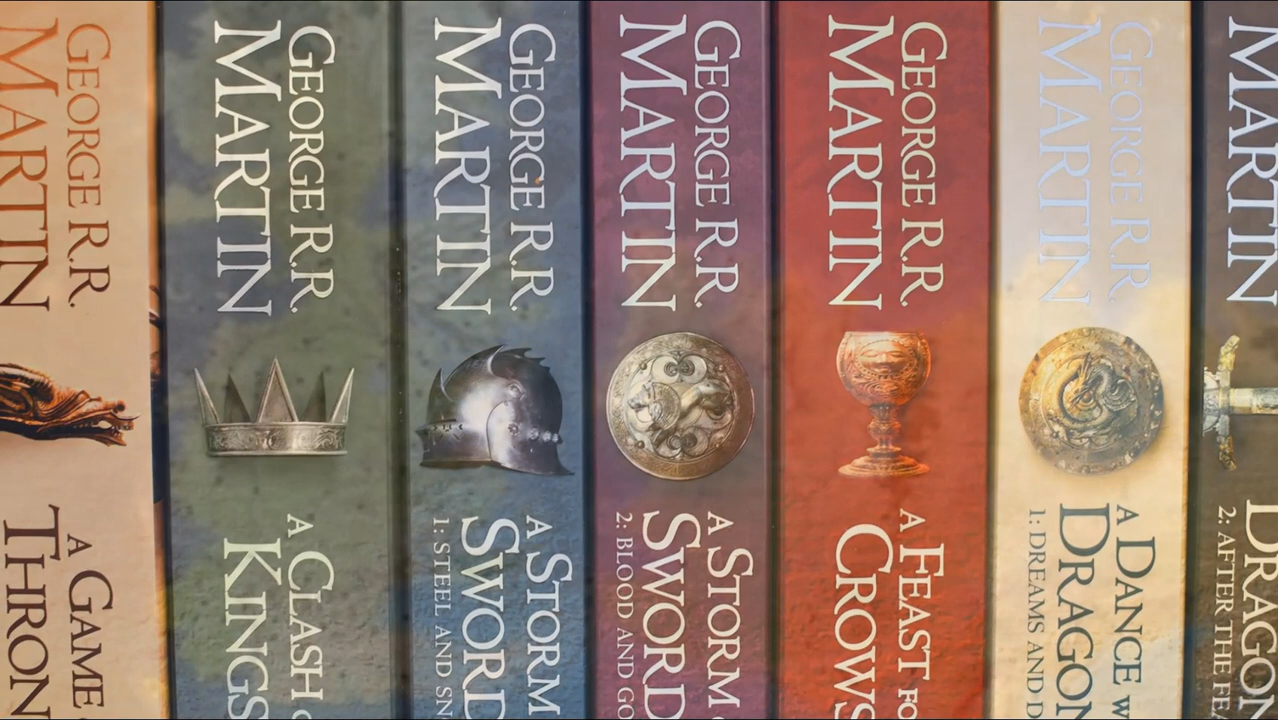 GEORGE R.R.
MARTIN
A GAME
THRON
GEORGE R.R.
MARTIN
A CLASH
KINGS
GEORGE R.R.
MARTIN
A STORM
SWORD
1: STEEL AND SN
GEORGE R.R.
MARTIN
A STORM
SWORD
2: BLOOD AND GO
GEORGE R.R.
MARTIN
A FEAST FO
CROWS
GEORGE R.R.
MARTIN
A DANCE W
DRAGON
1: DREAMS AND D
MARTIN
DRAGON
2: AFTER THE FEA